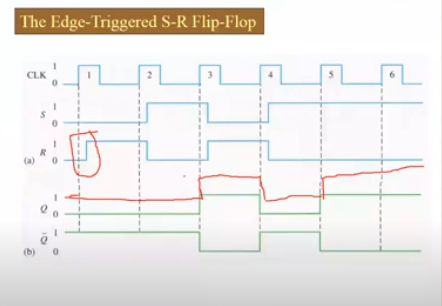 The Edge-Triggered S-R Flip-Flop
CLK 1 0 1 2 3 4 5 6
S 1 0
R 1 0
(a)
Q 1 0
Q̄ 1 0
(b)